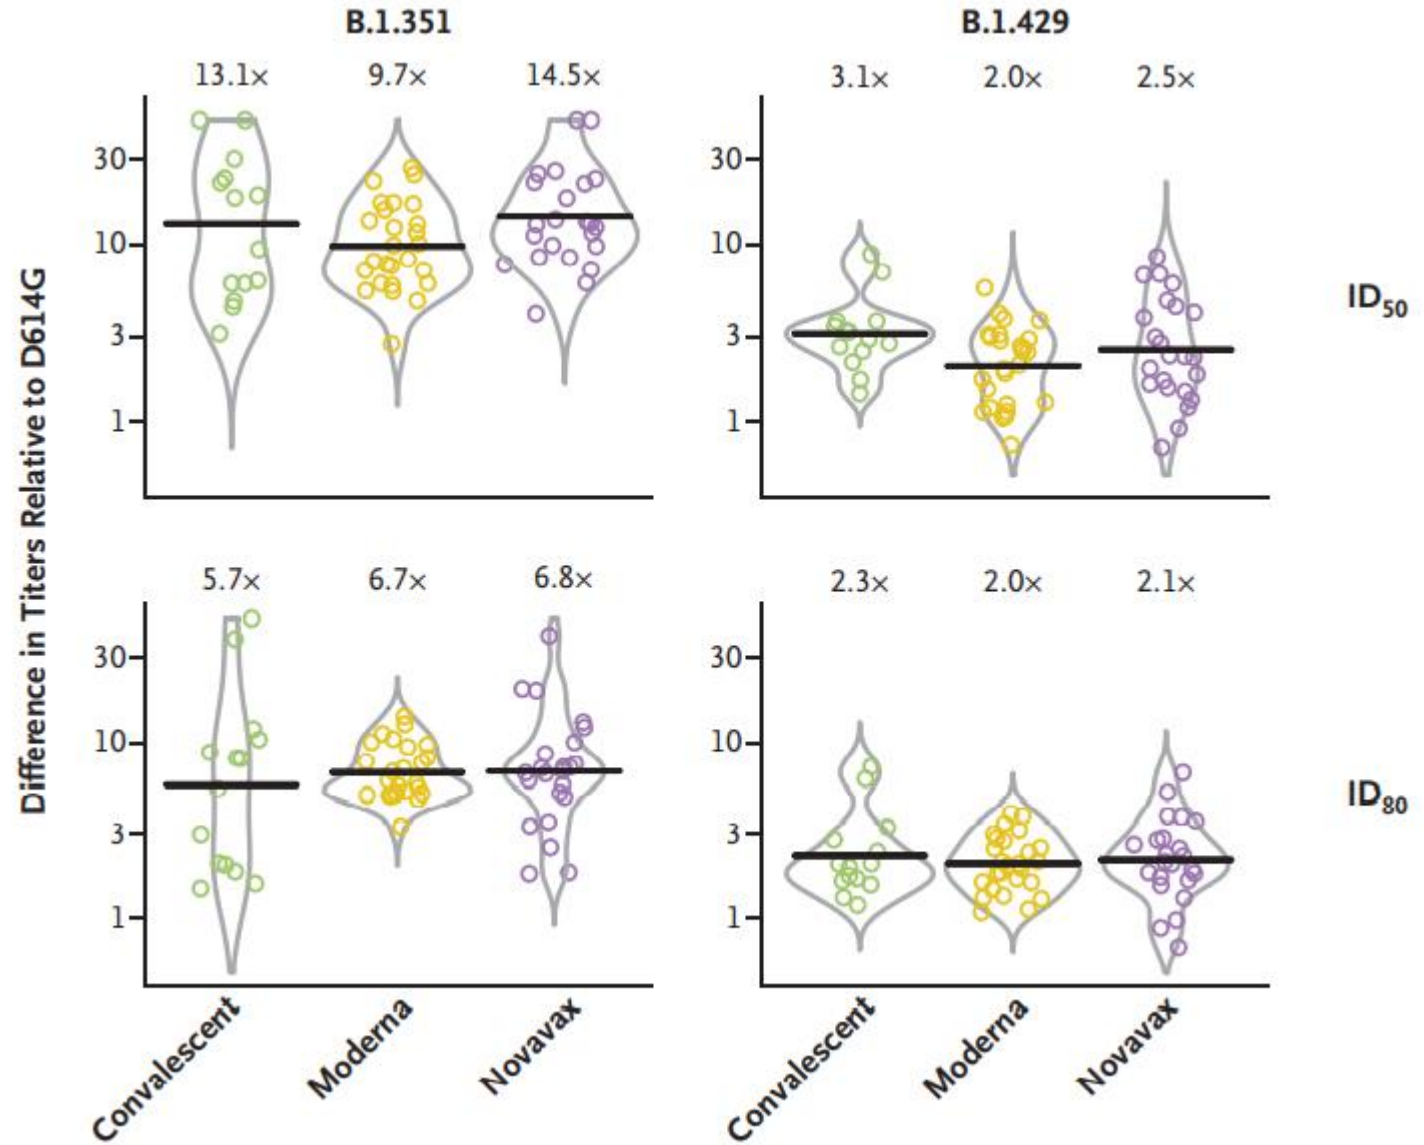 B.1.351
B.1.429
13.1× 9.7× 14.5×
3.1× 2.0× 2.5×
30
10
3
1
30
10
3
1
ID50
Difference in Titers Relative to D614G
5.7× 6.7× 6.8×
2.3× 2.0× 2.1×
30
10
3
1
30
10
3
1
ID80
Convalescent
Moderna
Novavax
Convalescent
Moderna
Novavax